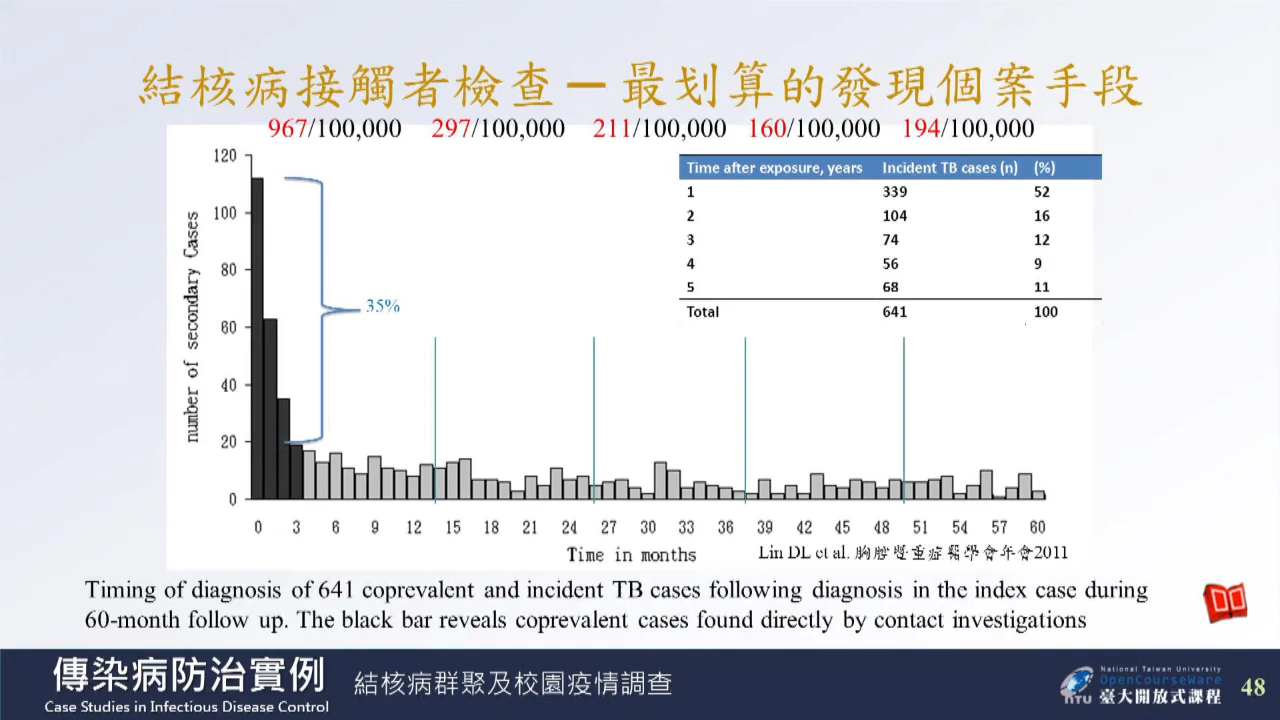 結核病接觸者檢查－最划算的發現個案手段
967/100,000 297/100,000 211/100,000 160/100,000 194/100,000
Time after exposure, years Incident TB cases (n) (%)
1 339 52
2 104 16
3 74 12
4 56 9
5 68 11
Total 641 100
number of secondary Cases
120
100
80
60
40
20
0
35%
0 3 6 9 12 15 18 21 24 27 30 33 36 39 42 45 48 51 54 57 60
Time in months
Lin DL et al. 胸腔暨重症醫學會年會2011
Timing of diagnosis of 641 coprevalent and incident TB cases following diagnosis in the index case during
60-month follow up. The black bar reveals coprevalent cases found directly by contact investigations
傳染病防治實例
Case Studies in Infectious Disease Control
結核病群聚及校園疫情調查
NTU
National Taiwan University
OpenCourseWare
臺大開放式課程
48